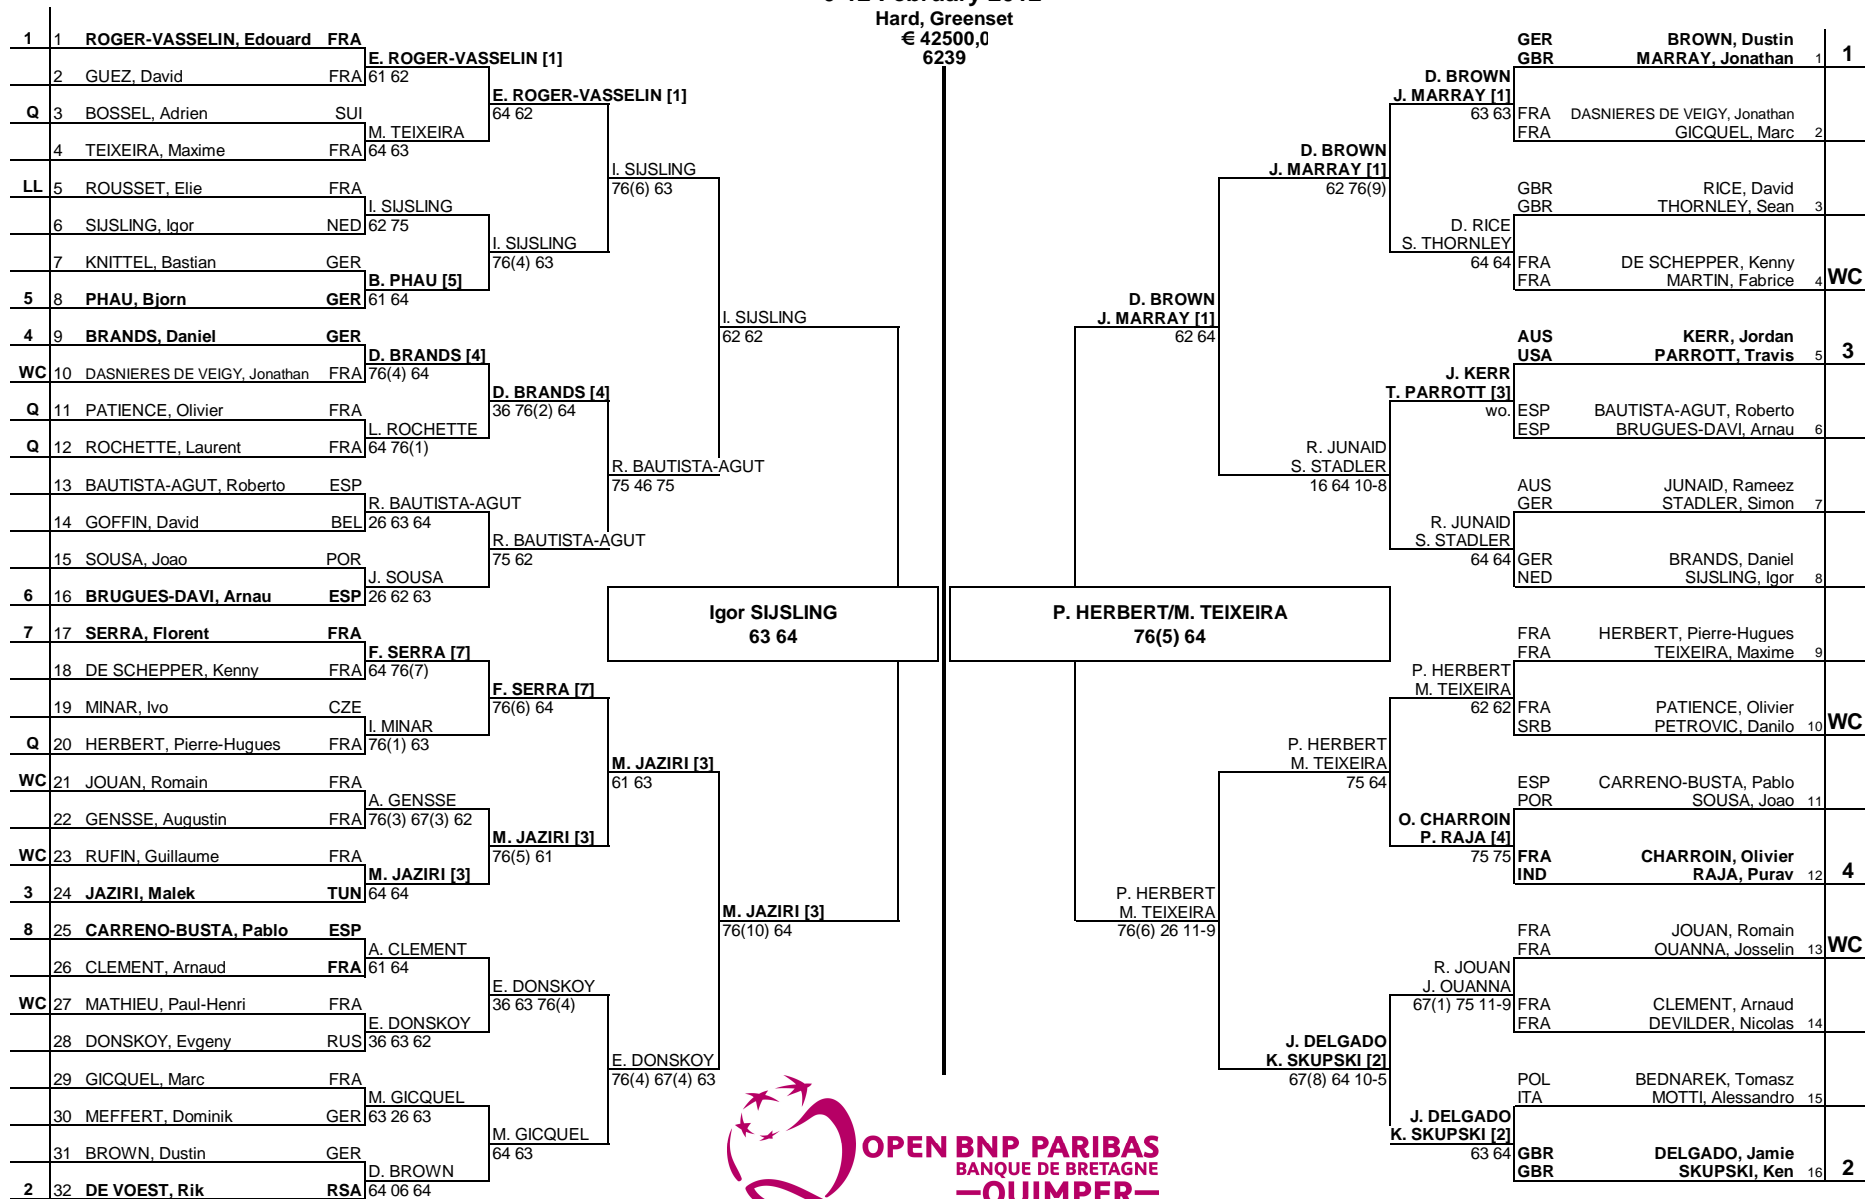 Hard, Greenset
€ 42500,0
6239
1 1 ROGER-VASSELIN, Edouard FRA
E. ROGER-VASSELIN [1]
2 GUEZ, David FRA 61 62
E. ROGER-VASSELIN [1]
Q 3 BOSSEL, Adrien SUI 64 62
M. TEIXEIRA
4 TEIXEIRA, Maxime FRA 64 63
I. SIJSLING
LL 5 ROUSSET, Elie FRA 76(6) 63
I. SIJSLING
6 SIJSLING, Igor NED 62 75
I. SIJSLING
7 KNITTEL, Bastian GER 76(4) 63
B. PHAU [5]
5 8 PHAU, Bjorn GER 61 64
I. SIJSLING
4 9 BRANDS, Daniel GER 62 62
D. BRANDS [4]
WC 10 DASNIERES DE VEIGY, Jonathan FRA 76(4) 64
D. BRANDS [4]
Q 11 PATIENCE, Olivier FRA 36 76(2) 64
L. ROCHETTE
Q 12 ROCHETTE, Laurent FRA 64 76(1)
R. BAUTISTA-AGUT
13 BAUTISTA-AGUT, Roberto ESP 75 46 75
R. BAUTISTA-AGUT
14 GOFFIN, David BEL 26 63 64
R. BAUTISTA-AGUT
15 SOUSA, Joao POR 75 62
J. SOUSA
6 16 BRUGUES-DAVI, Arnau ESP 26 62 63
Igor SIJSLING
63 64
7 17 SERRA, Florent FRA
F. SERRA [7]
18 DE SCHEPPER, Kenny FRA 64 76(7)
F. SERRA [7]
19 MINAR, Ivo CZE 76(6) 64
I. MINAR
Q 20 HERBERT, Pierre-Hugues FRA 76(1) 63
M. JAZIRI [3]
WC 21 JOUAN, Romain FRA 61 63
A. GENSSE
22 GENSSE, Augustin FRA 76(3) 67(3) 62
M. JAZIRI [3]
WC 23 RUFIN, Guillaume FRA 76(5) 61
M. JAZIRI [3]
3 24 JAZIRI, Malek TUN 64 64
M. JAZIRI [3]
8 25 CARRENO-BUSTA, Pablo ESP 76(10) 64
A. CLEMENT
26 CLEMENT, Arnaud FRA 61 64
E. DONSKOY
WC 27 MATHIEU, Paul-Henri FRA 36 63 76(4)
E. DONSKOY
28 DONSKOY, Evgeny RUS 36 63 62
E. DONSKOY
29 GICQUEL, Marc FRA 76(4) 67(4) 63
M. GICQUEL
30 MEFFERT, Dominik GER 63 26 63
M. GICQUEL
31 BROWN, Dustin GER 64 63
D. BROWN
2 32 DE VOEST, Rik RSA 64 06 64
GER BROWN, Dustin
GBR MARRAY, Jonathan 1 1
D. BROWN
J. MARRAY [1]
63 63 FRA DASNIERES DE VEIGY, Jonathan
FRA GICQUEL, Marc 2
D. BROWN
J. MARRAY [1]
62 76(9)
GBR RICE, David
GBR THORNLEY, Sean 3
D. RICE
S. THORNLEY
64 64 FRA DE SCHEPPER, Kenny
FRA MARTIN, Fabrice 4 WC
D. BROWN
J. MARRAY [1]
62 64
AUS KERR, Jordan
USA PARROTT, Travis 5 3
J. KERR
T. PARROTT [3]
wo. ESP BAUTISTA-AGUT, Roberto
ESP BRUGUES-DAVI, Arnau 6
R. JUNAID
S. STADLER
16 64 10-8
AUS JUNAID, Rameez
GER STADLER, Simon 7
R. JUNAID
S. STADLER
64 64 GER BRANDS, Daniel
NED SIJSLING, Igor 8
P. HERBERT/M. TEIXEIRA
76(5) 64
FRA HERBERT, Pierre-Hugues
FRA TEIXEIRA, Maxime 9
P. HERBERT
M. TEIXEIRA
62 62 FRA PATIENCE, Olivier
SRB PETROVIC, Danilo 10 WC
P. HERBERT
M. TEIXEIRA
75 64
ESP CARRENO-BUSTA, Pablo
POR SOUSA, Joao 11
O. CHARROIN
P. RAJA [4]
75 75 FRA CHARROIN, Olivier
IND RAJA, Purav 12 4
P. HERBERT
M. TEIXEIRA
76(6) 26 11-9
FRA JOUAN, Romain
FRA OUANNA, Josselin 13 WC
R. JOUAN
J. OUANNA
67(1) 75 11-9 FRA CLEMENT, Arnaud
FRA DEVILDER, Nicolas 14
J. DELGADO
K. SKUPSKI [2]
67(8) 64 10-5
POL BEDNAREK, Tomasz
ITA MOTTI, Alessandro 15
J. DELGADO
K. SKUPSKI [2]
63 64 GBR DELGADO, Jamie
GBR SKUPSKI, Ken 16 2
OPEN BNP PARIBAS
BANQUE DE BRETAGNE
—QUIMPER—